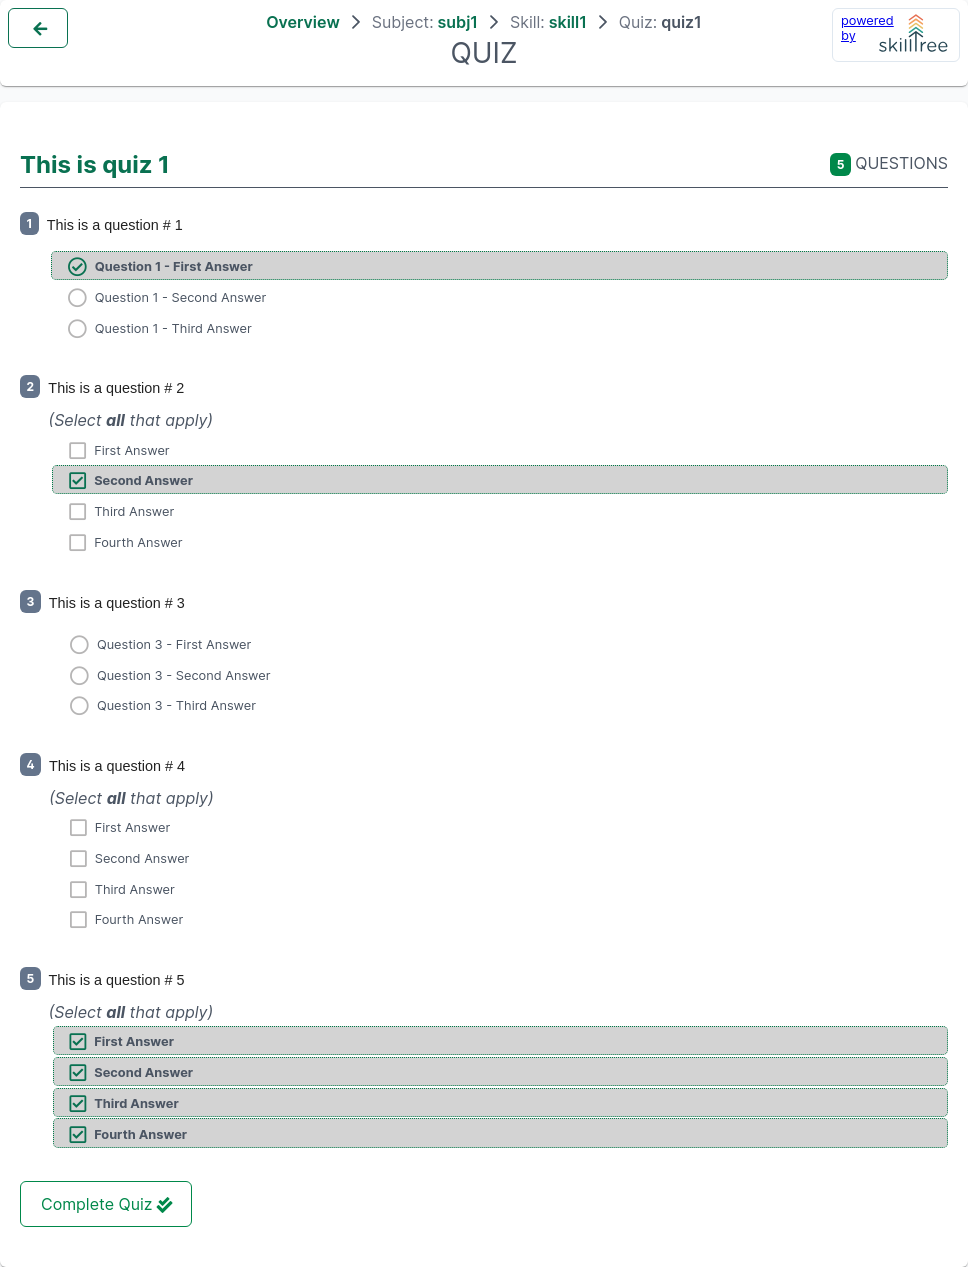 Overview > Subject: subj1 > Skill: skill1 > Quiz: quiz1
QUIZ
powered
by
skilltree
This is quiz 1
5 QUESTIONS
1 This is a question # 1
Question 1 - First Answer
Question 1 - Second Answer
Question 1 - Third Answer
2 This is a question # 2
(Select all that apply)
First Answer
Second Answer
Third Answer
Fourth Answer
3 This is a question # 3
Question 3 - First Answer
Question 3 - Second Answer
Question 3 - Third Answer
4 This is a question # 4
(Select all that apply)
First Answer
Second Answer
Third Answer
Fourth Answer
5 This is a question # 5
(Select all that apply)
First Answer
Second Answer
Third Answer
Fourth Answer
Complete Quiz